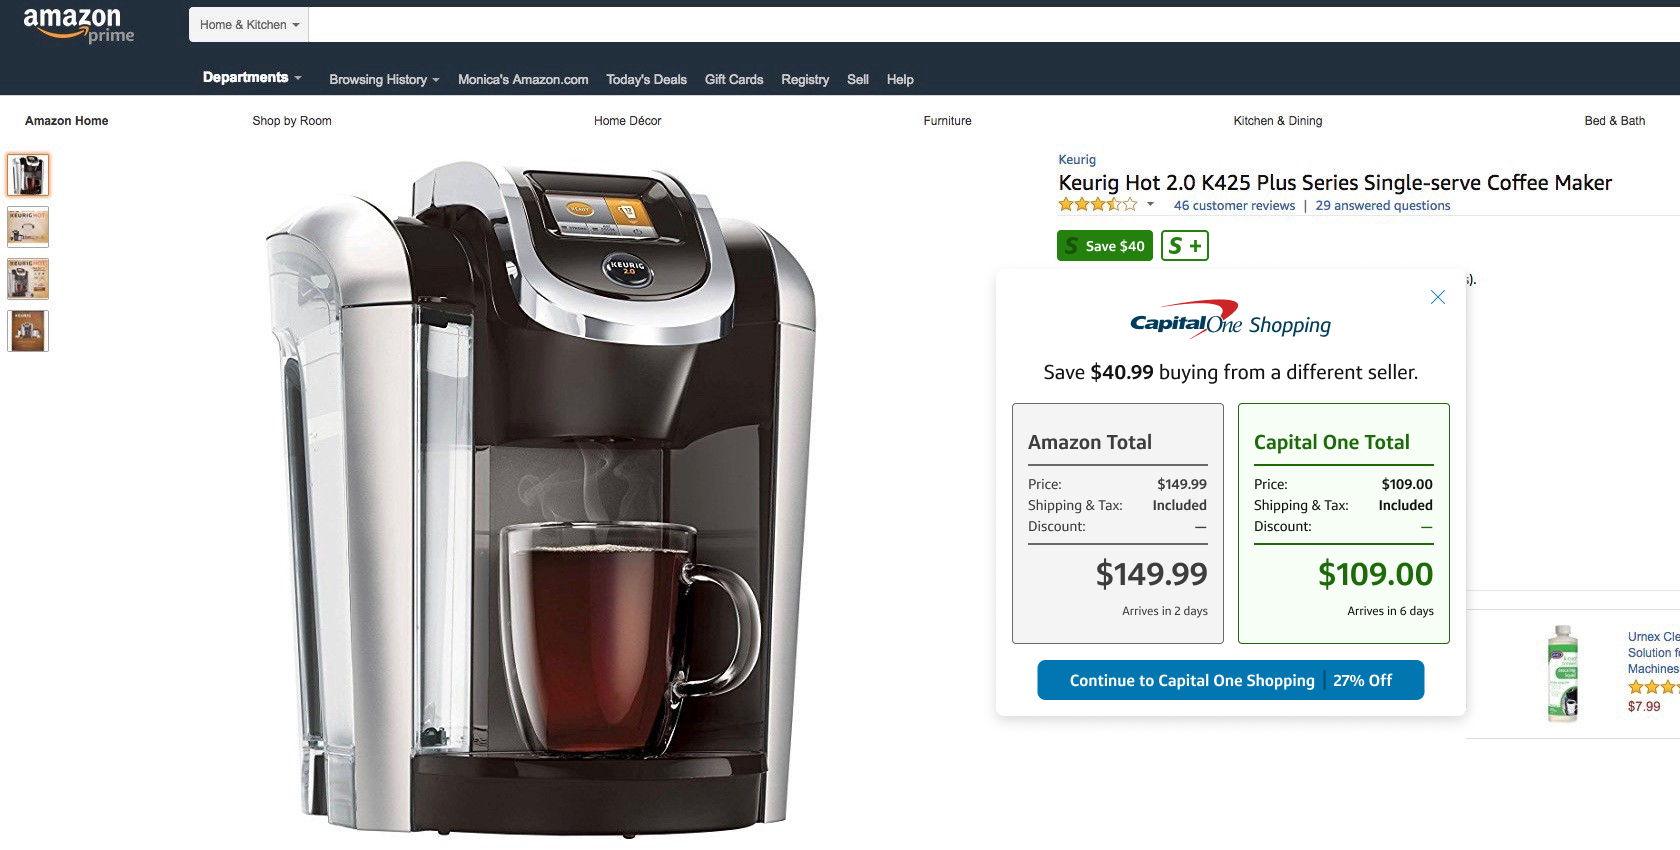 amazon
prime
Home & Kitchen
Departments
Browsing History
Monica's Amazon.com
Today's Deals
Gift Cards
Registry
Sell
Help
Amazon Home
Shop by Room
Home Décor
Furniture
Kitchen & Dining
Bed & Bath
READY
KEURIG
2.0
Keurig
Keurig Hot 2.0 K425 Plus Series Single-serve Coffee Maker
46 customer reviews | 29 answered questions
S Save $40
S +
s).
CapitalOne Shopping
Save $40.99 buying from a different seller.
Amazon Total
Price: $149.99
Shipping & Tax: Included
Discount: —
$149.99
Arrives in 2 days
Capital One Total
Price: $109.00
Shipping & Tax: Included
Discount: —
$109.00
Arrives in 6 days
Continue to Capital One Shopping | 27% Off
Urnex Cle
Solution f
Machines
$7.99